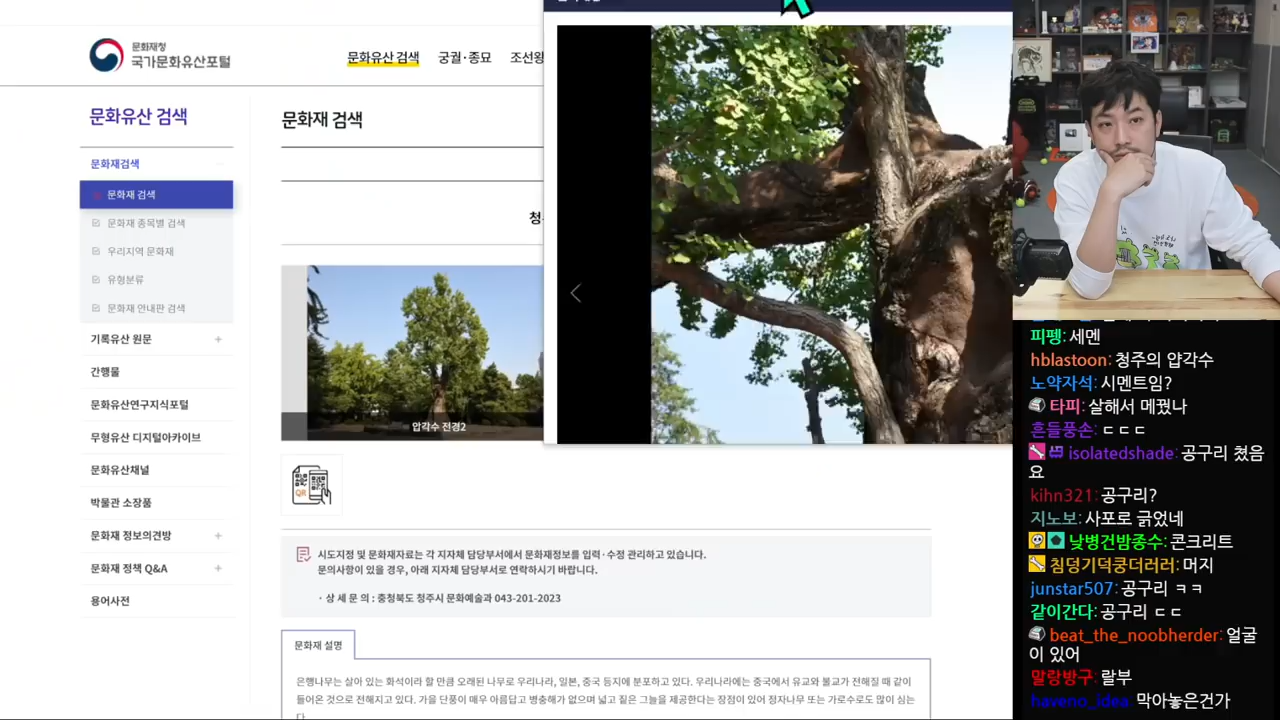 문화재청
국가문화유산포털
문화유산 검색
궁궐·종묘
조선왕
문화유산 검색
문화재검색
문화재 검색
문화재 종목별 검색
우리지역 문화재
유형분류
문화재 안내판 검색
기록유산 원문
간행물
문화유산연구지식포털
무형유산 디지털아카이브
문화유산채널
박물관 소장품
문화재 정보의견방
문화재 정책 Q&A
용어사전
문화재 검색
압각수 전경2
QR
시도지정 및 문화재자료는 각 지자체 담당부서에서 문화재정보를 입력·수정 관리하고 있습니다.
문의사항이 있을 경우, 아래 지자체 담당부서로 연락하시기 바랍니다.
· 상 세 문 의 : 충청북도 청주시 문화예술과 043-201-2023
문화재 설명
은행나무는 살아 있는 화석이라 할 만큼 오래된 나무로 우리나라, 일본, 중국 등지에 분포하고 있다. 우리나라에는 중국에서 유교와 불교가 전해질 때 같이
들어온 것으로 전해지고 있다. 가을 단풍이 매우 아름답고 병충해가 없으며 넓고 짙은 그늘을 제공한다는 장점이 있어 정자나무 또는 가로수로도 많이 심는
다.
피펭: 세멘
hblastoon: 청주의 얍각수
노약자석: 시멘트임?
타피: 살해서 메꿨나
흔들풍손: ㄷㄷㄷ
isolatedshade: 공구리 쳤음
요
kihn321: 공구리?
지노보: 사포로 긁었네
낮병건밤종수: 콘크리트
침덩기덕쿵더러러: 머지
junstar507: 공구리 ㅋㅋ
같이간다: 공구리 ㄷㄷ
beat_the_noobherder: 얼굴
이 있어
말랑방구: 랄부
haveno_idea: 막아놓은건가